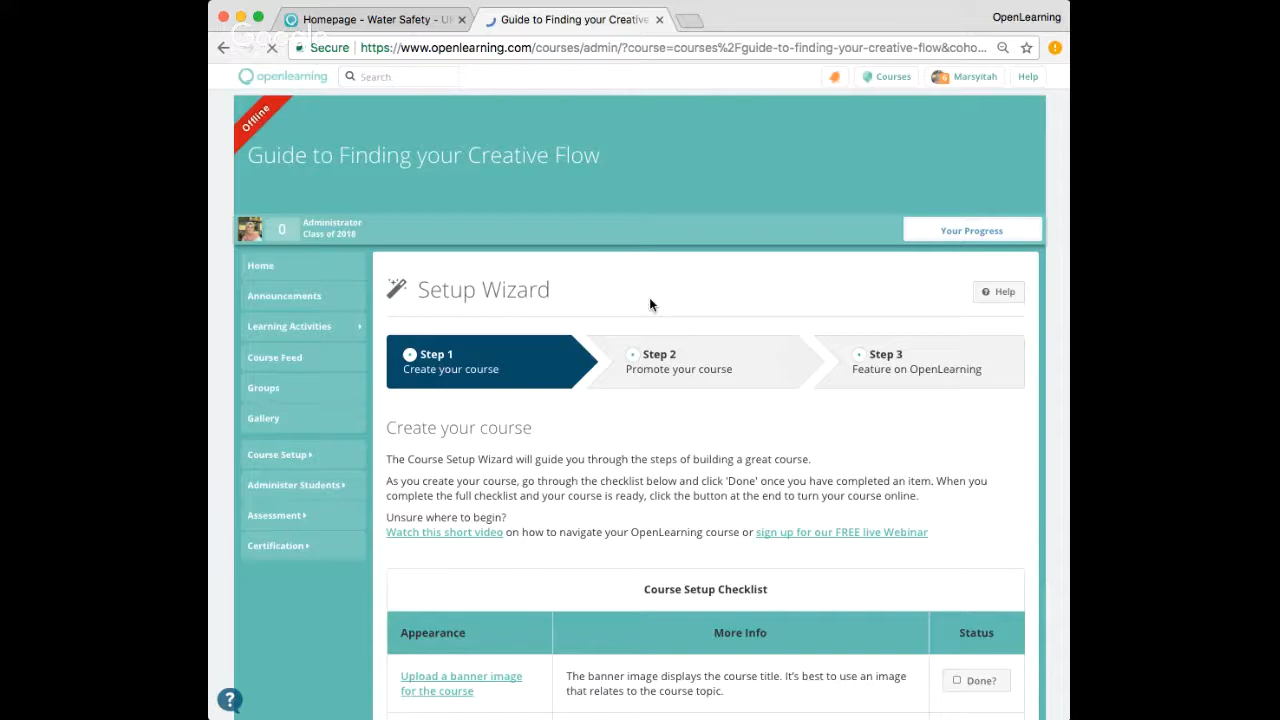 Homepage - Water Safety - U
Guide to Finding your Creative
OpenLearning
Google
Secure
https://www.openlearning.com/courses/admin/?course=courses%2Fguide-to-finding-your-creative-flow&coho...
openlearning
Search
Courses
Marsyitah
Help
Offline
Guide to Finding your Creative Flow
0
Administrator
Class of 2018
Your Progress
Home
Announcements
Learning Activities
Course Feed
Groups
Gallery
Course Setup
Administer Students
Assessment
Certification
Setup Wizard
Help
Step 1
Create your course
Step 2
Promote your course
Step 3
Feature on OpenLearning
Create your course
The Course Setup Wizard will guide you through the steps of building a great course.
As you create your course, go through the checklist below and click 'Done' once you have completed an item. When you
complete the full checklist and your course is ready, click the button at the end to turn your course online.
Unsure where to begin?
Watch this short video on how to navigate your OpenLearning course or sign up for our FREE live Webinar
Course Setup Checklist
Appearance
More Info
Status
Upload a banner image
for the course
The banner image displays the course title. It's best to use an image
that relates to the course topic.
Done?
?